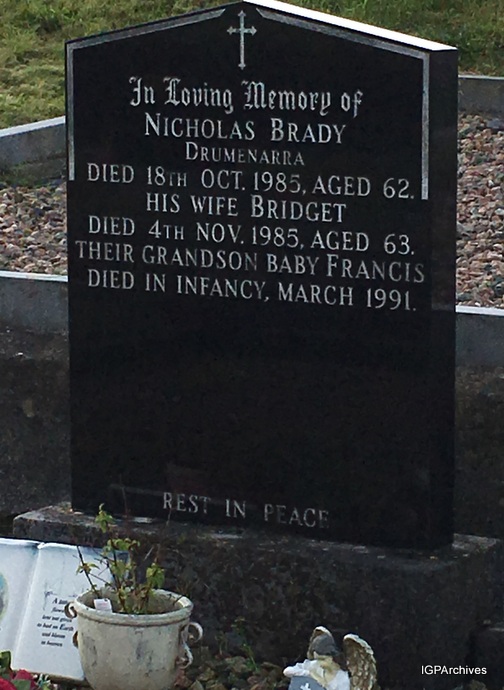 In Loving Memory of
NICHOLAS BRADY
DRUMENARRA
DIED 18TH OCT. 1985, AGED 62.
HIS WIFE BRIDGET
DIED 4TH NOV. 1985, AGED 63.
THEIR GRANDSON BABY FRANCIS
DIED IN INFANCY, MARCH 1991.
REST IN PEACE
IGPArchives